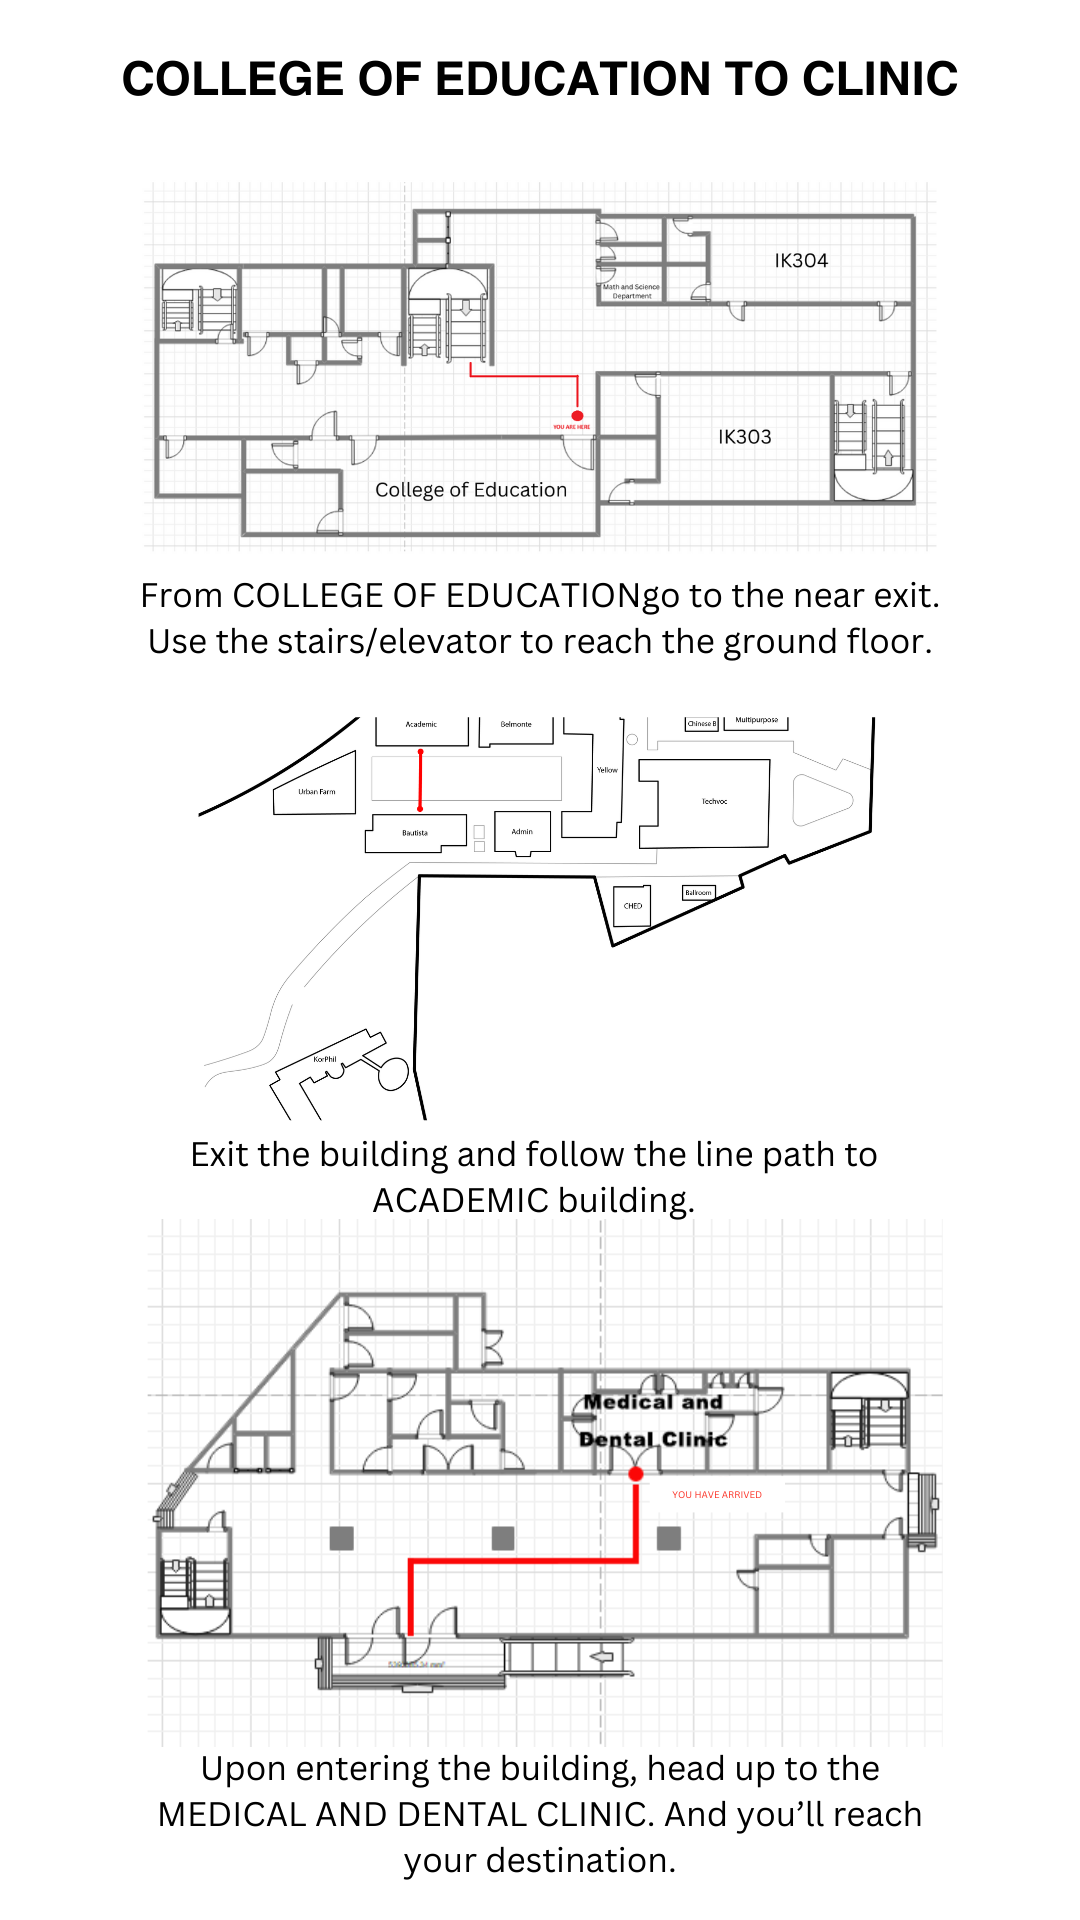 COLLEGE OF EDUCATION TO CLINIC
IK304
Math and Science
Department
YOU ARE HERE
IK303
College of Education
From COLLEGE OF EDUCATIONgo to the near exit.
Use the stairs/elevator to reach the ground floor.
Academic
Belmonte
Chinese B
Multipurpose
Yellow
Urban Farm
Techvoc
Bautista
Admin
CHED
Ballroom
KorPhil
Exit the building and follow the line path to
ACADEMIC building.
Medical and
Dental Clinic
YOU HAVE ARRIVED
Upon entering the building, head up to the
MEDICAL AND DENTAL CLINIC. And you’ll reach
your destination.